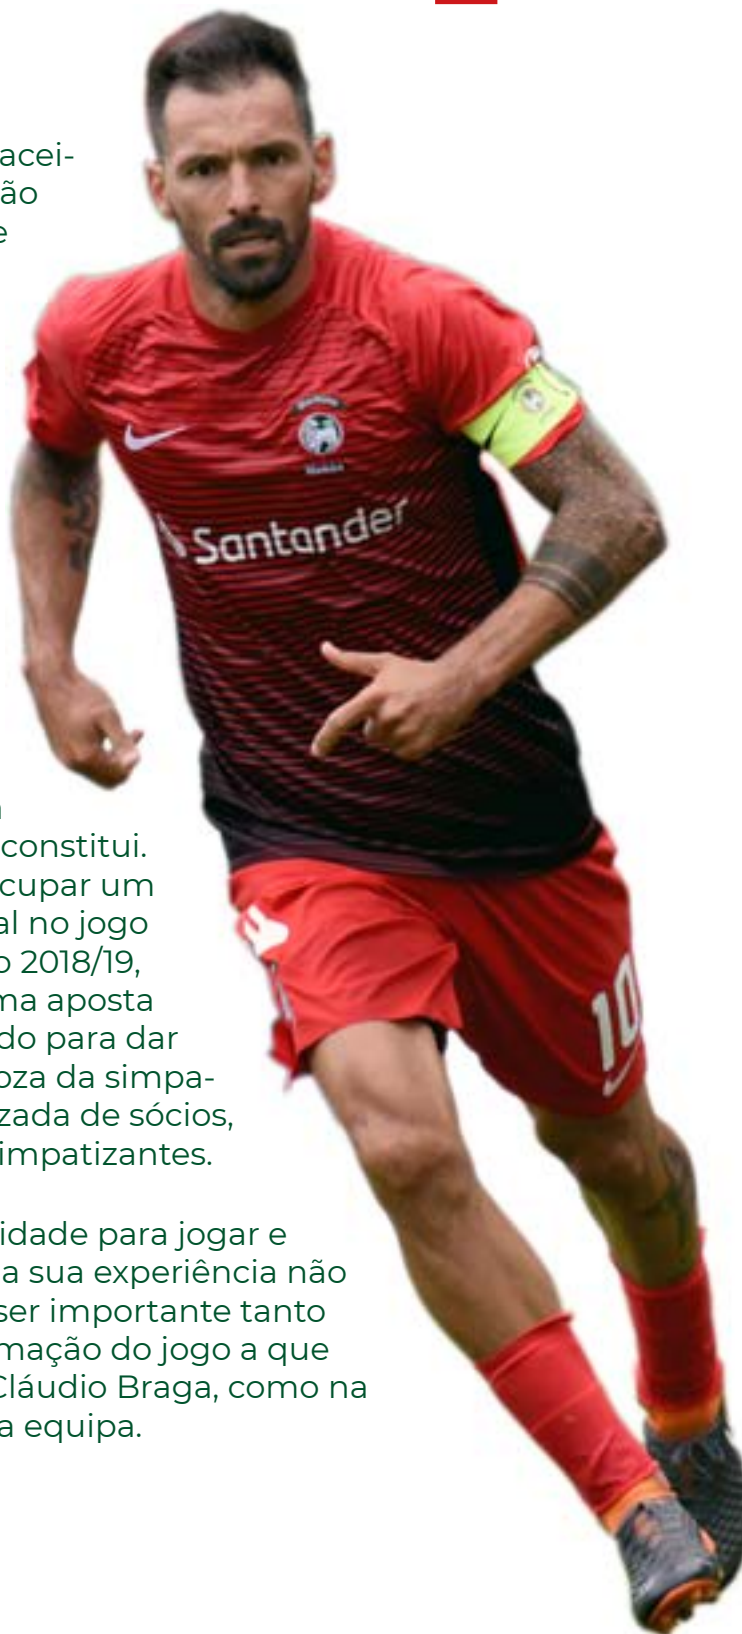 acei-
ão
e
Santander
constitui.
cupar um
al no jogo
o 2018/19,
ma aposta
do para dar
oza da simpa-
zada de sócios,
impatizantes.
10
idade para jogar e
a sua experiência não
ser importante tanto
mação do jogo a que
Cláudio Braga, como na
a equipa.